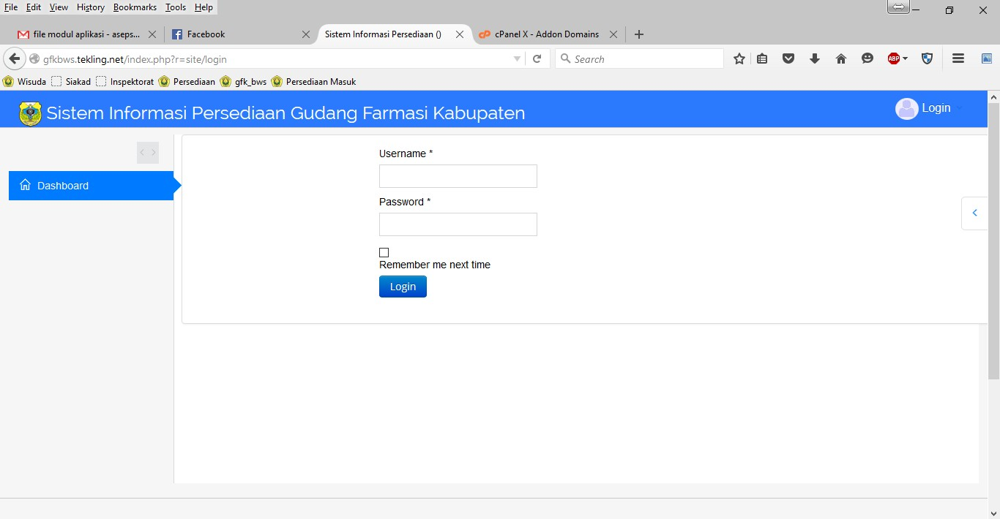 File Edit View History Bookmarks Tools Help
file modul aplikasi - aseps... Facebook Sistem Informasi Persediaan () cPanel X - Addon Domains
gfkbws.tekling.net/index.php?r=site/login Search ABP
Wisuda Siakad Inspektorat Persediaan gfk_bws Persediaan Masuk
Sistem Informasi Persediaan Gudang Farmasi Kabupaten Login
Dashboard
Username *
Password *
Remember me next time
Login